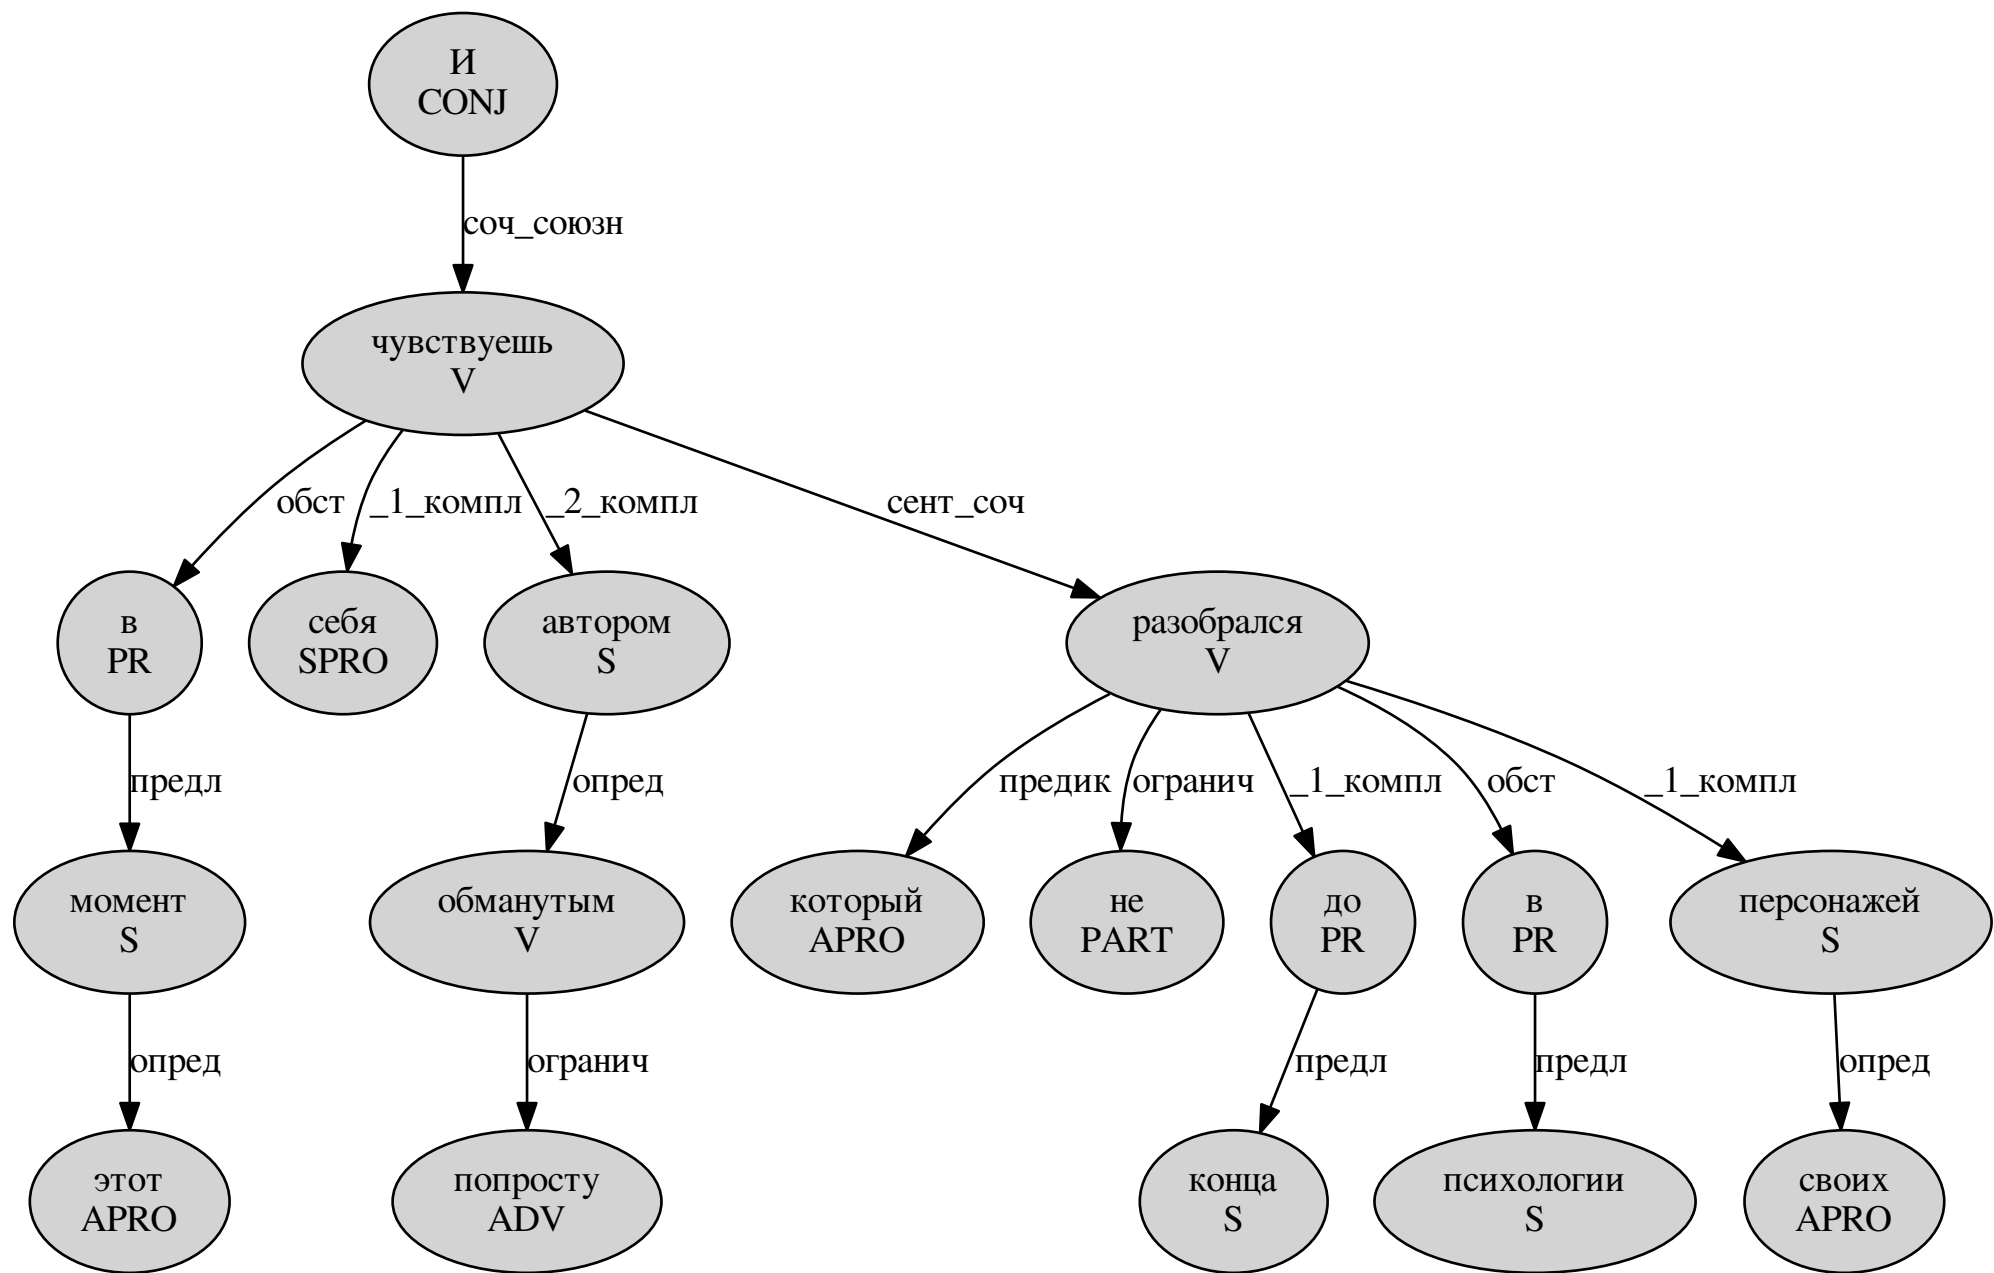 И
CONJ
соч_союзн
чувствуешь
V
обст
_1_компл
_2_компл
сент_соч
в
PR
себя
SPRO
автором
S
разобрался
V
предл
опред
предик
огранич
_1_компл
обст
_1_компл
момент
S
обманутым
V
который
APRO
не
PART
до
PR
в
PR
персонажей
S
опред
огранич
предл
предл
опред
этот
APRO
попросту
ADV
конца
S
психологии
S
своих
APRO